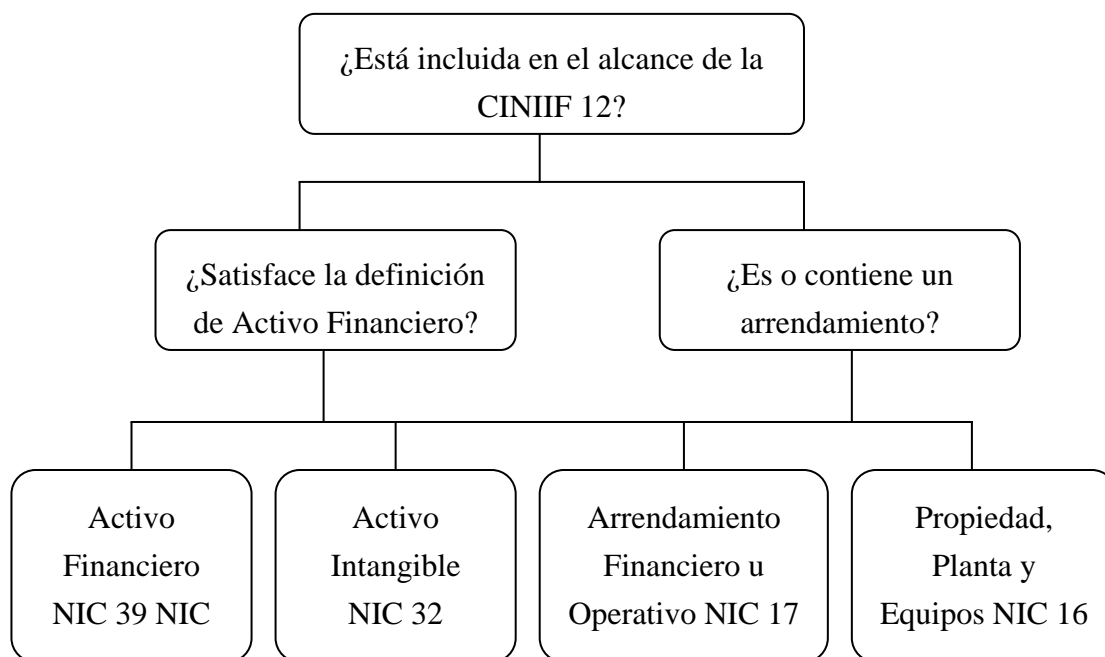 ¿Está incluida en el alcance de la
CINIIF 12?
¿Satisface la definición
de Activo Financiero?
¿Es o contiene un
arrendamiento?
Activo
Financiero
NIC 39 NIC
Activo
Intangible
NIC 32
Arrendamiento
Financiero u
Operativo NIC 17
Propiedad,
Planta y
Equipos NIC 16